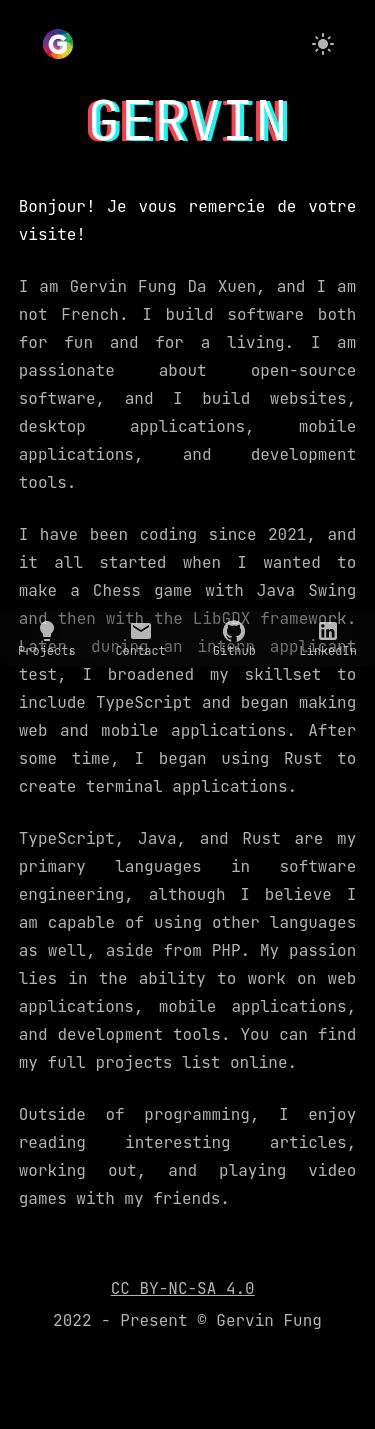 G
GERVIN
Bonjour! Je vous remercie de votre
visite!
I am Gervin Fung Da Xuen, and I am
not French. I build software both
for fun and for a living. I am
passionate about open-source
software, and I build websites,
desktop applications, mobile
applications, and development
tools.
I have been coding since 2021, and
it all started when I wanted to
make a Chess game with Java Swing
and then with the LibGDX framework.
Later, during an intern applicant
Projects Contact Github LinkedIn
test, I broadened my skillset to
include TypeScript and began making
web and mobile applications. After
some time, I began using Rust to
create terminal applications.
TypeScript, Java, and Rust are my
primary languages in software
engineering, although I believe I
am capable of using other languages
as well, aside from PHP. My passion
lies in the ability to work on web
applications, mobile applications,
and development tools. You can find
my full projects list online.
Outside of programming, I enjoy
reading interesting articles,
working out, and playing video
games with my friends.
CC BY-NC-SA 4.0
2022 - Present © Gervin Fung